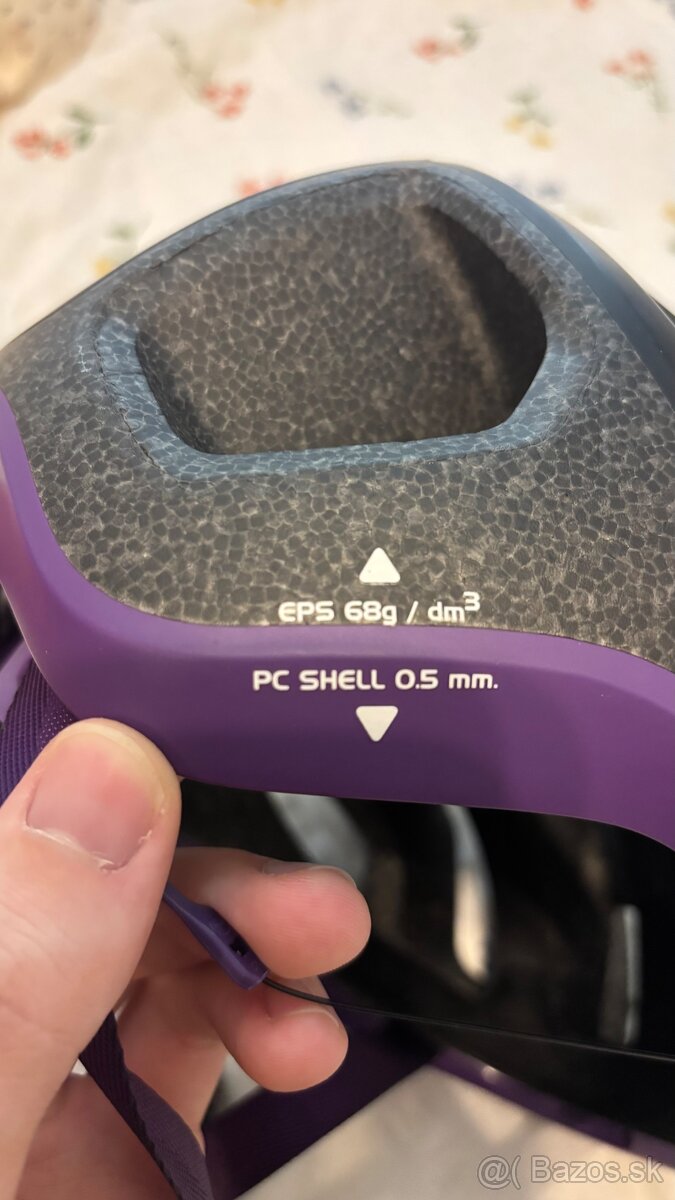 EPS 68g / dm³
PC SHELL 0.5 mm.
@( Bazos.sk